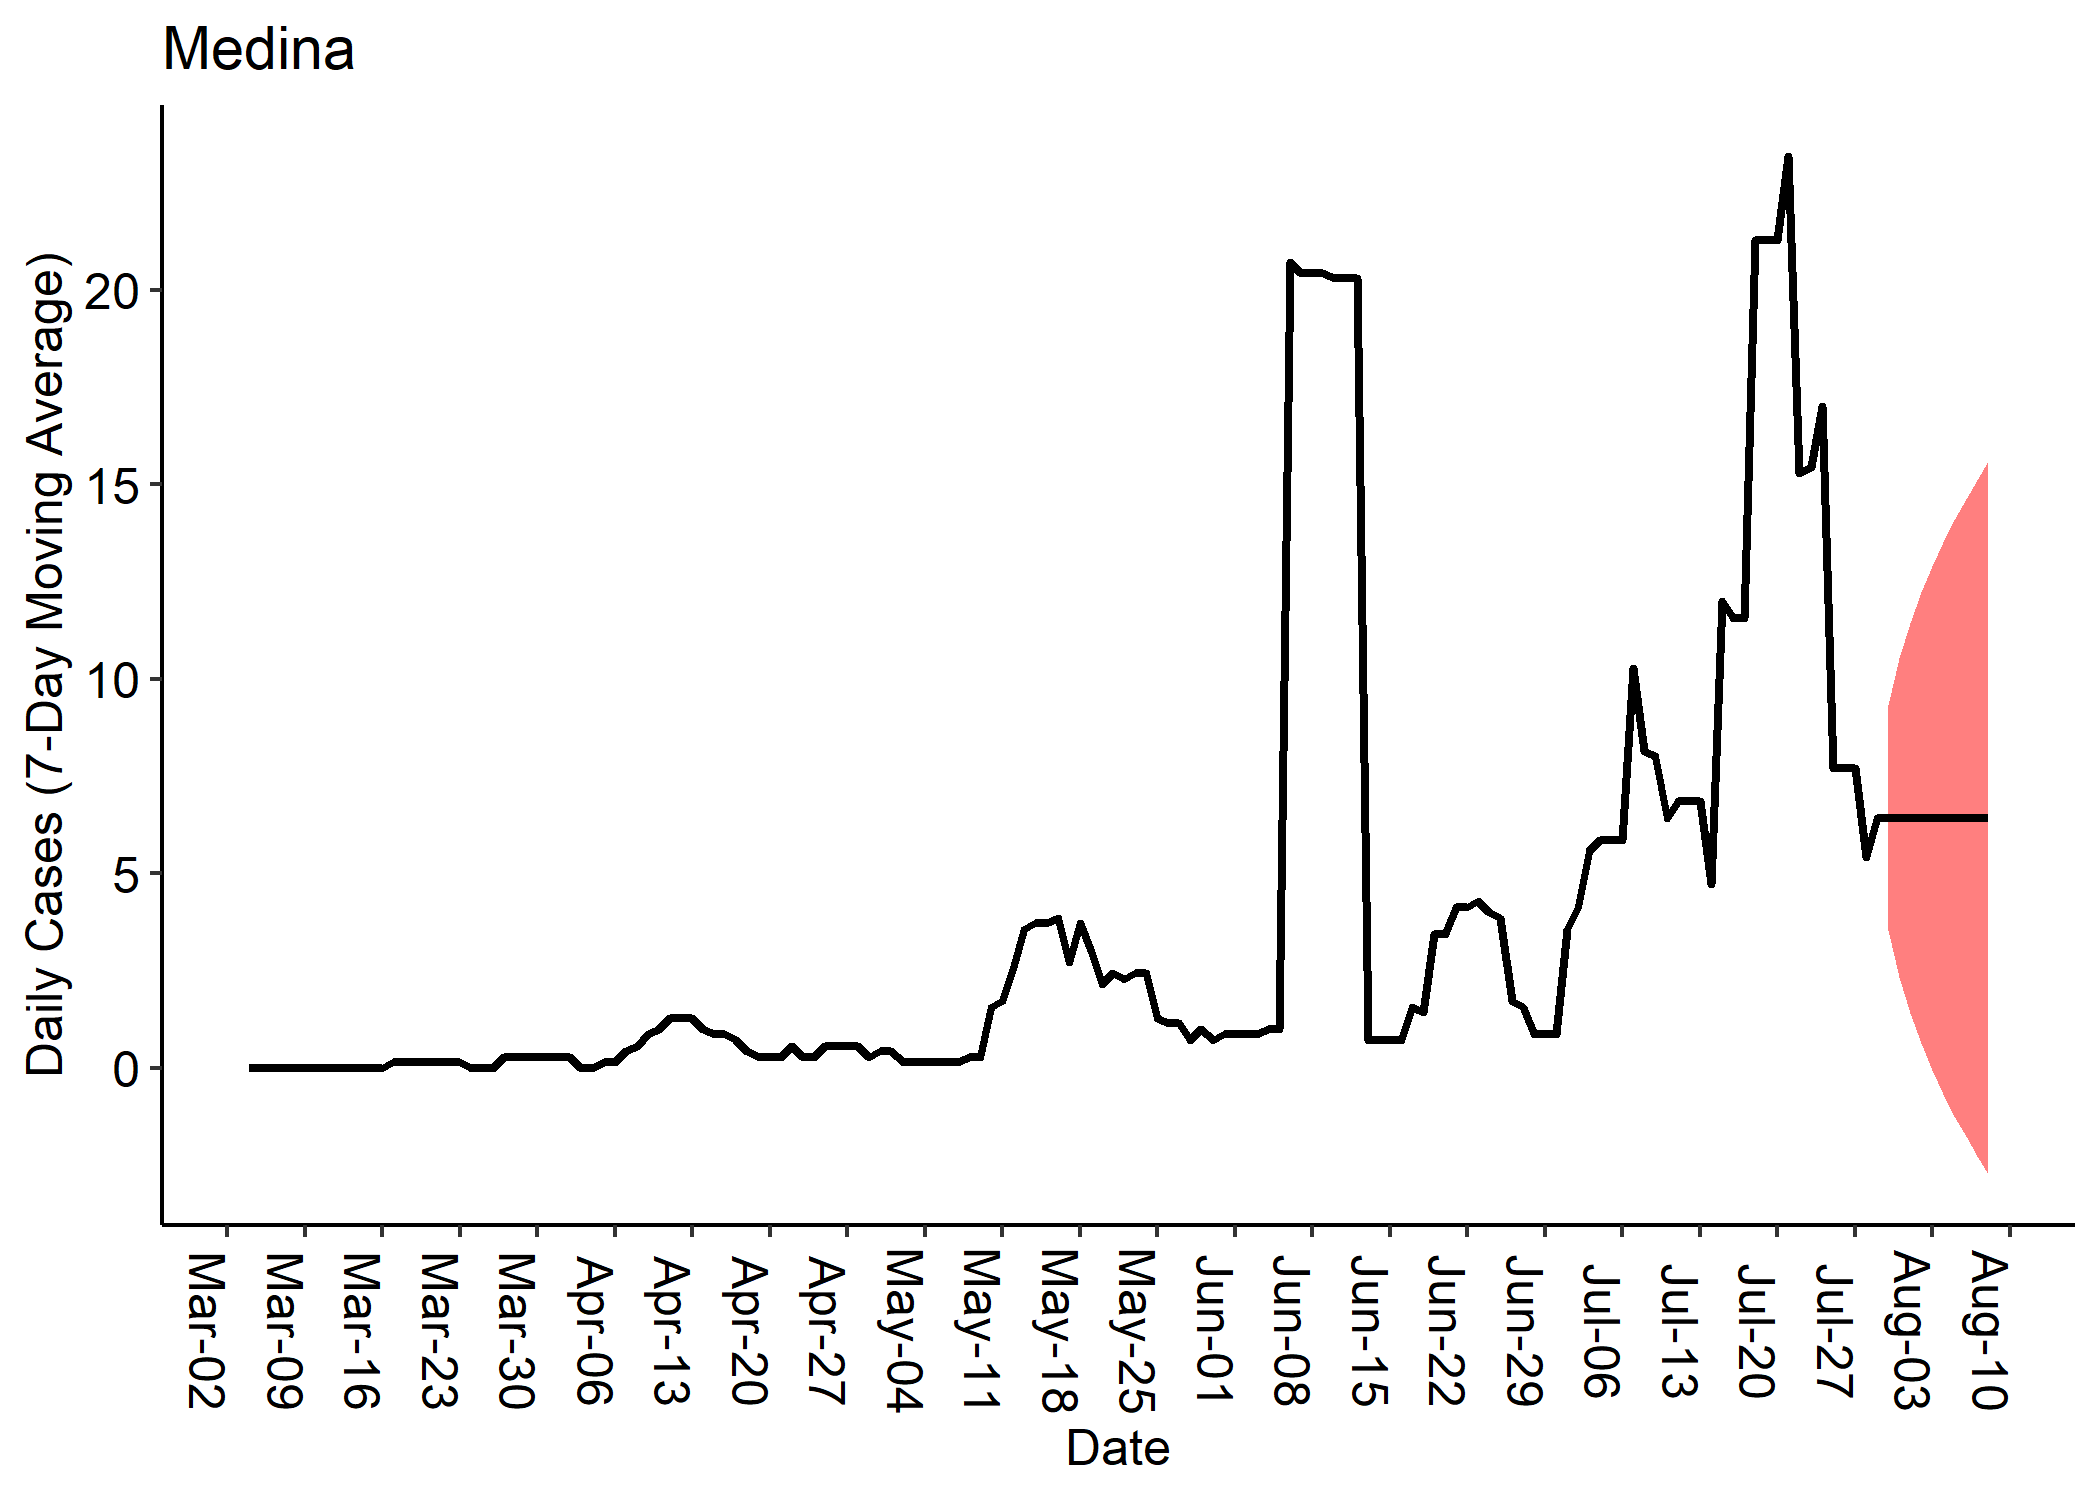 Medina
Daily Cases (7-Day Moving Average)
20
15
10
5
0
Mar-02
Mar-09
Mar-16
Mar-23
Mar-30
Apr-06
Apr-13
Apr-20
Apr-27
May-04
May-11
May-18
May-25
Jun-01
Jun-08
Jun-15
Jun-22
Jun-29
Jul-06
Jul-13
Jul-20
Jul-27
Aug-03
Aug-10
Date